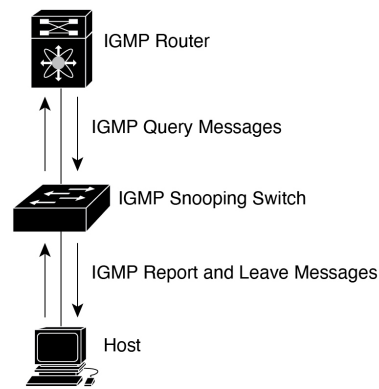 IGMP Router
IGMP Query Messages
IGMP Snooping Switch
IGMP Report and Leave Messages
Host